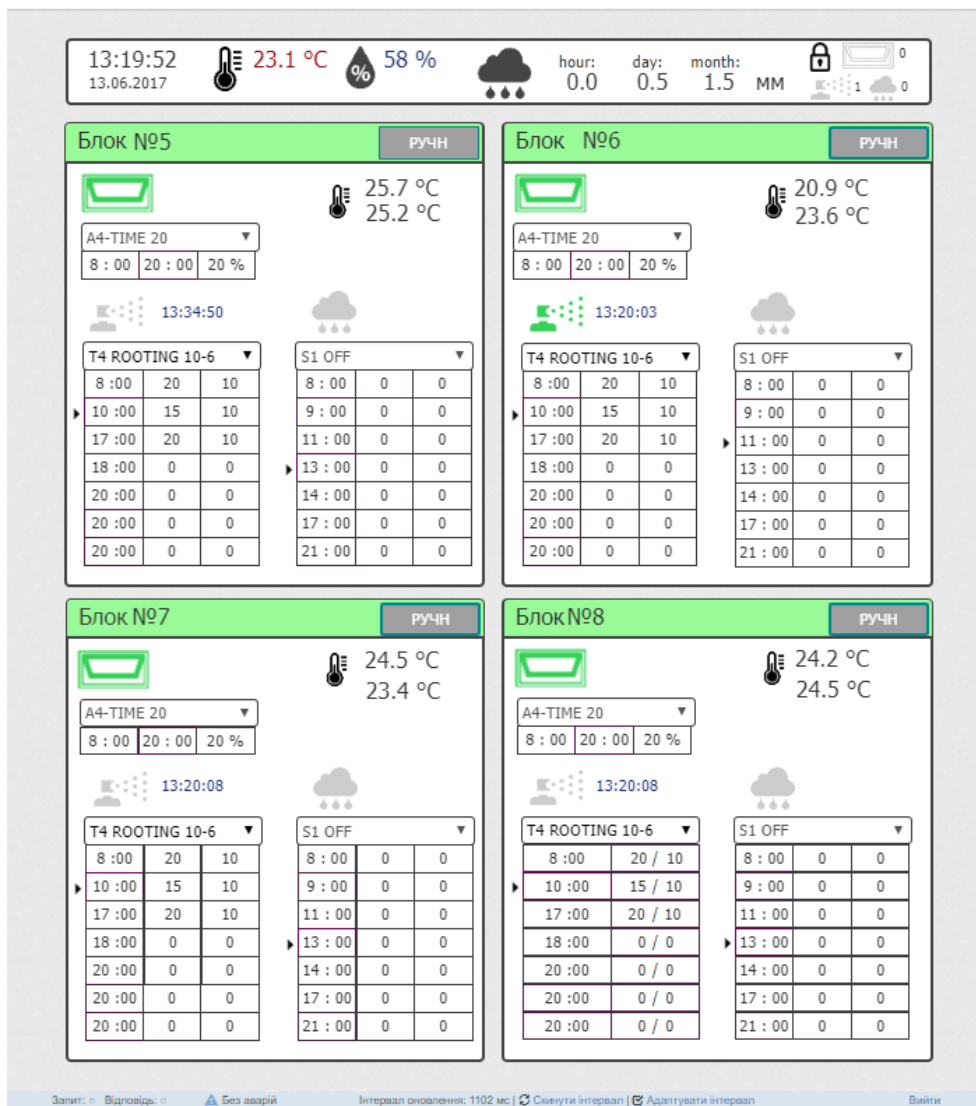 13:19:52 23.1 °C % 58 % hour: day: month: 0
13.06.2017 0.0 0.5 1.5 MM 1 0
Блок №5 РУЧН
25.7 °C
25.2 °C
A4-TIME 20 ▼
8 : 00 20 : 00 20 %
13:34:50
T4 ROOTING 10-6 ▼ S1 OFF ▼
8 :00 20 10 8 : 00 0 0
10 :00 15 10 9 : 00 0 0
17 :00 20 10 11 : 00 0 0
18 :00 0 0 13 : 00 0 0
20 :00 0 0 14 : 00 0 0
20 :00 0 0 17 : 00 0 0
20 :00 0 0 21 : 00 0 0
Блок №6 РУЧН
20.9 °C
23.6 °C
A4-TIME 20 ▼
8 : 00 20 : 00 20 %
13:20:03
T4 ROOTING 10-6 ▼ S1 OFF ▼
8 :00 20 10 8 : 00 0 0
10 :00 15 10 9 : 00 0 0
17 :00 20 10 11 : 00 0 0
18 :00 0 0 13 : 00 0 0
20 :00 0 0 14 : 00 0 0
20 :00 0 0 17 : 00 0 0
20 :00 0 0 21 : 00 0 0
Блок №7 РУЧН
24.5 °C
23.4 °C
A4-TIME 20 ▼
8 : 00 20 : 00 20 %
13:20:08
T4 ROOTING 10-6 ▼ S1 OFF ▼
8 :00 20 10 8 : 00 0 0
10 :00 15 10 9 : 00 0 0
17 :00 20 10 11 : 00 0 0
18 :00 0 0 13 : 00 0 0
20 :00 0 0 14 : 00 0 0
20 :00 0 0 17 : 00 0 0
20 :00 0 0 21 : 00 0 0
Блок №8 РУЧН
24.2 °C
24.5 °C
A4-TIME 20 ▼
8 : 00 20 : 00 20 %
13:20:08
T4 ROOTING 10-6 ▼ S1 OFF ▼
8 :00 20 / 10 8 : 00 0 0
10 :00 15 / 10 9 : 00 0 0
17 :00 20 / 10 11 : 00 0 0
18 :00 0 / 0 13 : 00 0 0
20 :00 0 / 0 14 : 00 0 0
20 :00 0 / 0 17 : 00 0 0
20 :00 0 / 0 21 : 00 0 0
Запит: ○ Відповідь: ○ Без аварій Інтервал оновлення: 1102 мс | Скинути інтервал | Адаптувати інтервал Вийти